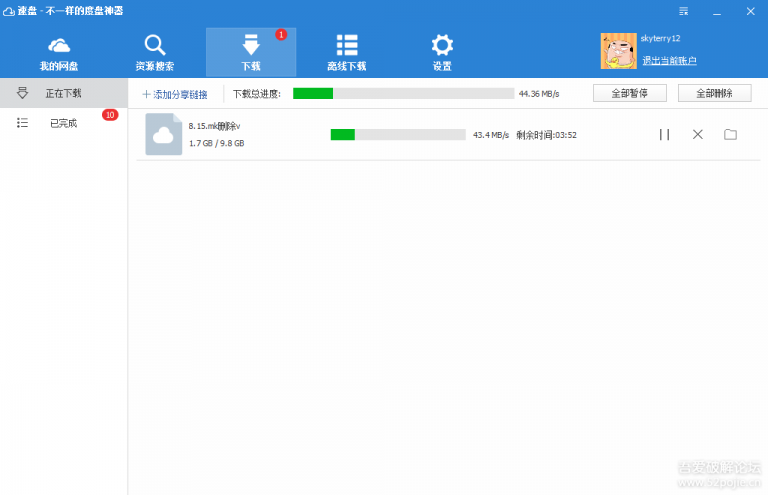 速盘 - 不一样的度盘神器
我的网盘
资源搜索
下载
1
离线下载
设置
skyterry12
退出当前账户
正在下载
已完成
10
+ 添加分享链接
下载总进度:
44.36 MB/s
全部暂停
全部删除
8.15.mk删除v
1.7 GB / 9.8 GB
43.4 MB/s
剩余时间:03:52
吾爱破解论坛
www.52pojie.cn